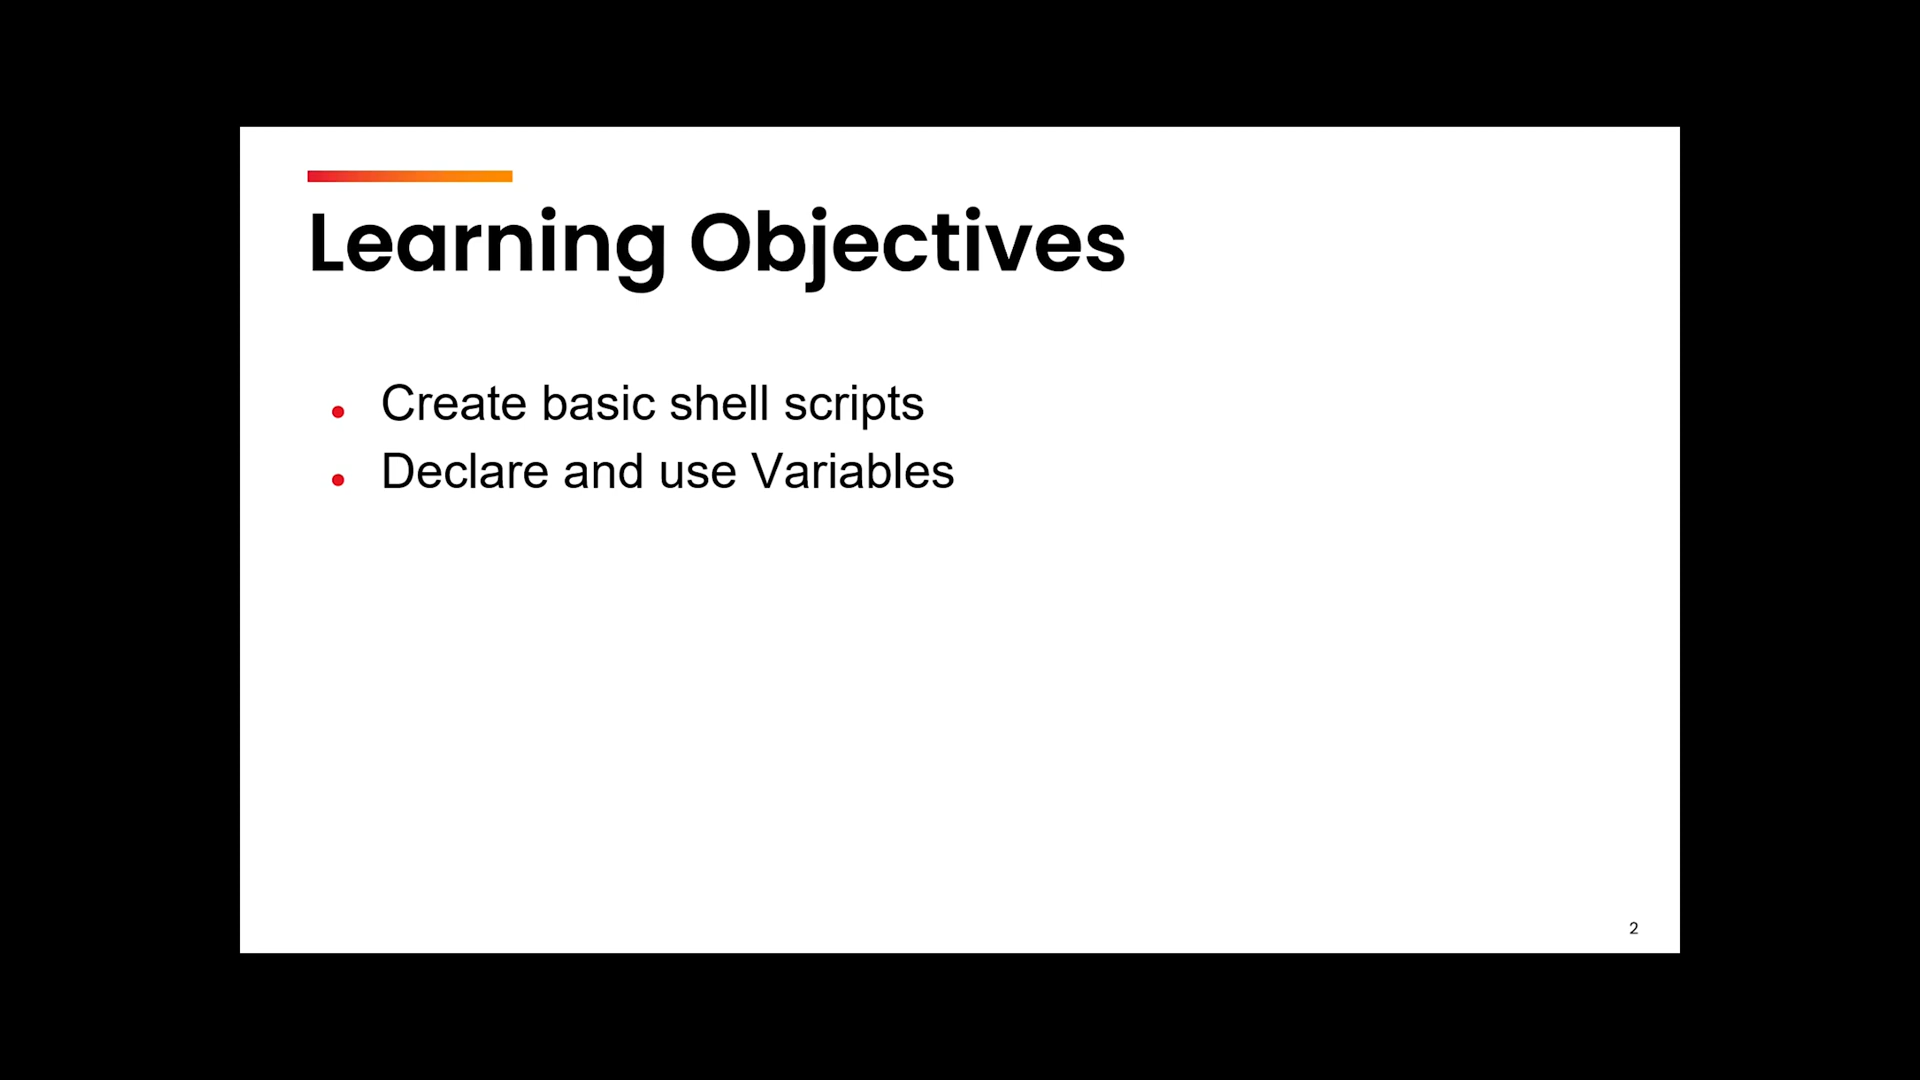 Learning Objectives
Create basic shell scripts
Declare and use Variables
2